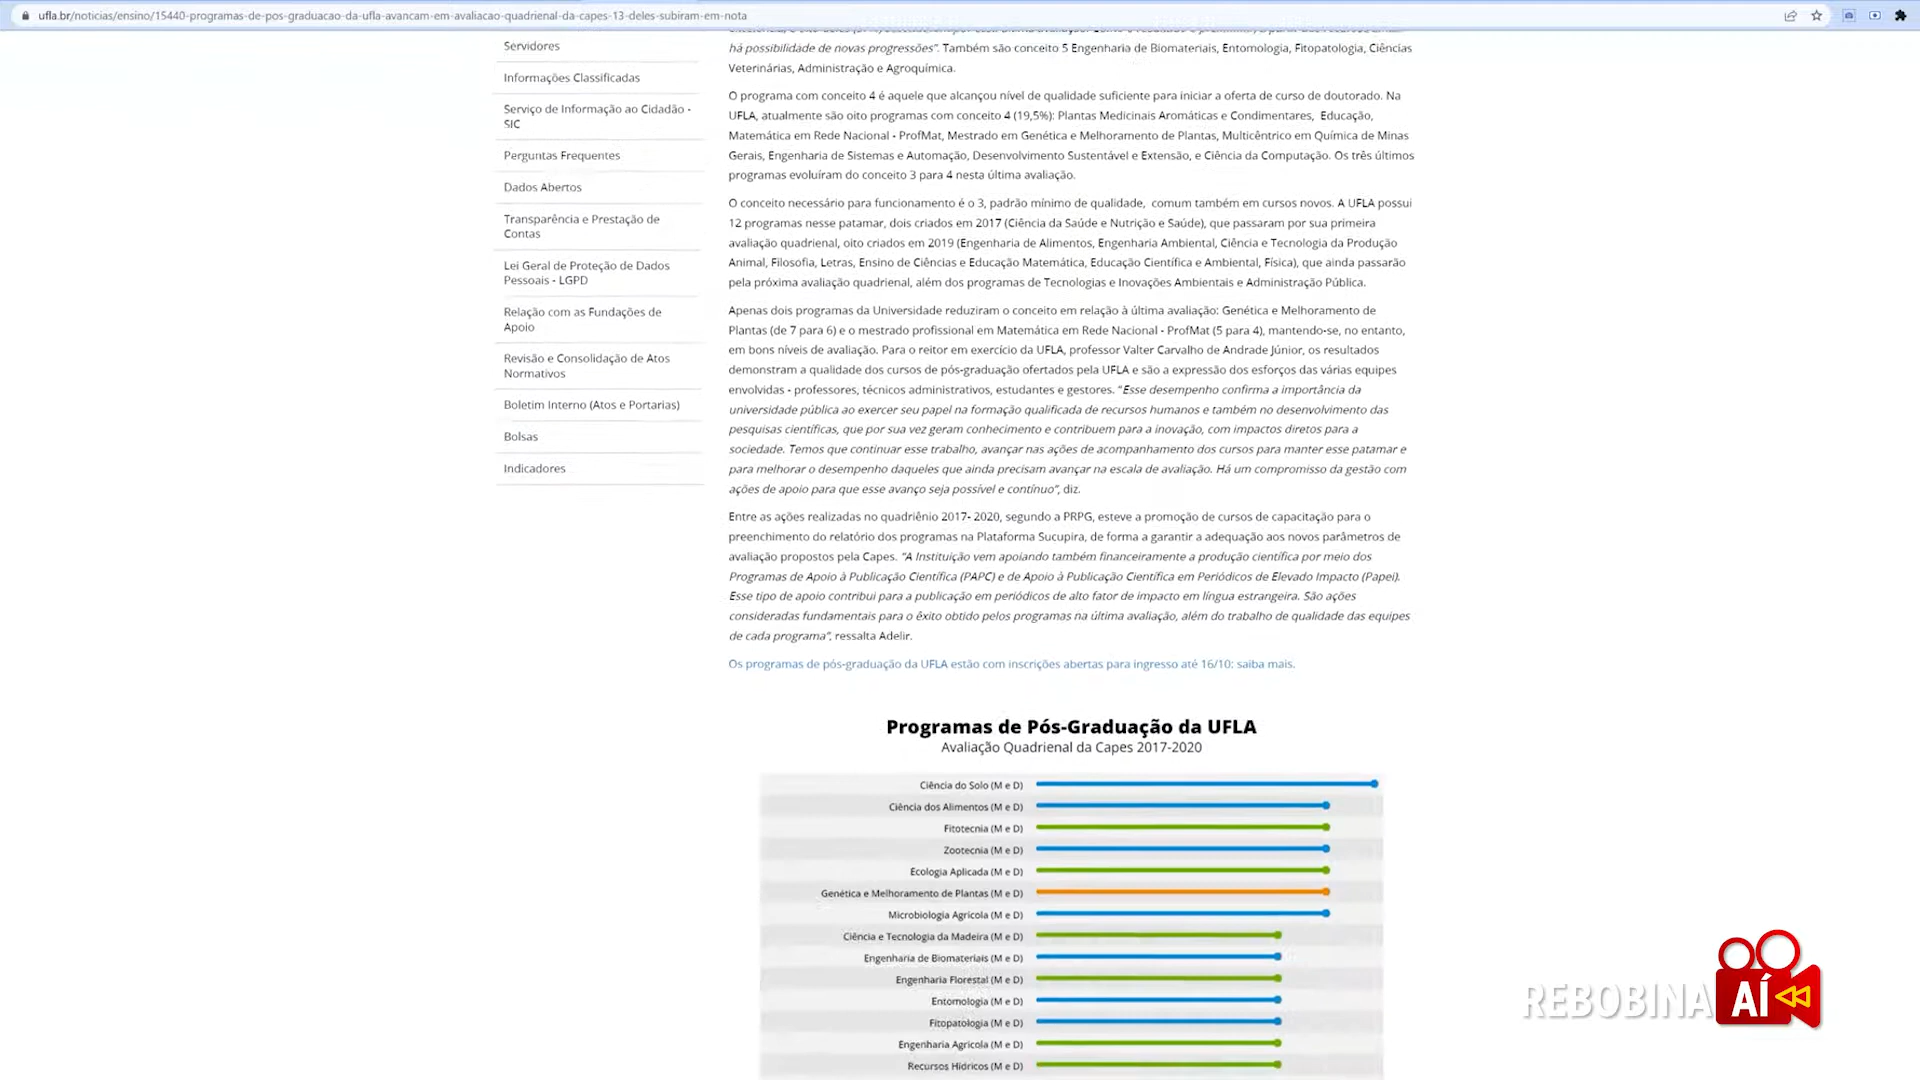 ufla.br/noticias/ensino/15440-programas-de-pos-graduacao-da-ufla-avancam-em-avaliacao-quadrienal-da-capes-13-deles-subiram-em-nota
Servidores
Informações Classificadas
Serviço de Informação ao Cidadão -
SIC
Perguntas Frequentes
Dados Abertos
Transparência e Prestação de
Contas
Lei Geral de Proteção de Dados
Pessoais - LGPD
Relação com as Fundações de
Apoio
Revisão e Consolidação de Atos
Normativos
Boletim Interno (Atos e Portarias)
Bolsas
Indicadores
há possibilidade de novas progressões". Também são conceito 5 Engenharia de Biomateriais, Entomologia, Fitopatologia, Ciências
Veterinárias, Administração e Agroquímica.
O programa com conceito 4 é aquele que alcançou nível de qualidade suficiente para iniciar a oferta de curso de doutorado. Na
UFLA, atualmente são oito programas com conceito 4 (19,5%): Plantas Medicinais Aromáticas e Condimentares, Educação,
Matemática em Rede Nacional - ProfMat, Mestrado em Genética e Melhoramento de Plantas, Multicêntrico em Química de Minas
Gerais, Engenharia de Sistemas e Automação, Desenvolvimento Sustentável e Extensão, e Ciência da Computação. Os três últimos
programas evoluíram do conceito 3 para 4 nesta última avaliação.
O conceito necessário para funcionamento é o 3, padrão mínimo de qualidade, comum também em cursos novos. A UFLA possui
12 programas nesse patamar, dois criados em 2017 (Ciência da Saúde e Nutrição e Saúde), que passaram por sua primeira
avaliação quadrienal, oito criados em 2019 (Engenharia de Alimentos, Engenharia Ambiental, Ciência e Tecnologia da Produção
Animal, Filosofia, Letras, Ensino de Ciências e Educação Matemática, Educação Científica e Ambiental, Física), que ainda passarão
pela próxima avaliação quadrienal, além dos programas de Tecnologias e Inovações Ambientais e Administração Pública.
Apenas dois programas da Universidade reduziram o conceito em relação à última avaliação: Genética e Melhoramento de
Plantas (de 7 para 6) e o mestrado profissional em Matemática em Rede Nacional - ProfMat (5 para 4), mantendo-se, no entanto,
em bons níveis de avaliação. Para o reitor em exercício da UFLA, professor Valter Carvalho de Andrade Júnior, os resultados
demonstram a qualidade dos cursos de pós-graduação ofertados pela UFLA e são a expressão dos esforços das várias equipes
envolvidas - professores, técnicos administrativos, estudantes e gestores. "Esse desempenho confirma a importância da
universidade pública ao exercer seu papel na formação qualificada de recursos humanos e também no desenvolvimento das
pesquisas científicas, que por sua vez geram conhecimento e contribuem para a inovação, com impactos diretos para a
sociedade. Temos que continuar esse trabalho, avançar nas ações de acompanhamento dos cursos para manter esse patamar e
para melhorar o desempenho daqueles que ainda precisam avançar na escala de avaliação. Há um compromisso da gestão com
ações de apoio para que esse avanço seja possível e contínuo", diz.
Entre as ações realizadas no quadriênio 2017- 2020, segundo a PRPG, esteve a promoção de cursos de capacitação para o
preenchimento do relatório dos programas na Plataforma Sucupira, de forma a garantir a adequação aos novos parâmetros de
avaliação propostos pela Capes. "A Instituição vem apoiando também financeiramente a produção científica por meio dos
Programas de Apoio à Publicação Científica (PAPC) e de Apoio à Publicação Científica em Periódicos de Elevado Impacto (Papei).
Esse tipo de apoio contribui para a publicação em periódicos de alto fator de impacto em língua estrangeira. São ações
consideradas fundamentais para o êxito obtido pelos programas na última avaliação, além do trabalho de qualidade das equipes
de cada programa", ressalta Adelir.
Os programas de pós-graduação da UFLA estão com inscrições abertas para ingresso até 16/10: saiba mais.
Programas de Pós-Graduação da UFLA
Avaliação Quadrienal da Capes 2017-2020
Ciência do Solo (M e D)
Ciência dos Alimentos (M e D)
Fitotecnia (M e D)
Zootecnia (M e D)
Ecologia Aplicada (M e D)
Genética e Melhoramento de Plantas (M e D)
Microbiologia Agrícola (M e D)
Ciência e Tecnologia da Madeira (M e D)
Engenharia de Biomateriais (M e D)
Engenharia Florestal (M e D)
Entomologia (M e D)
Fitopatologia (M e D)
Engenharia Agrícola (M e D)
Recursos Hídricos (M e D)
REBOBINA AÍ